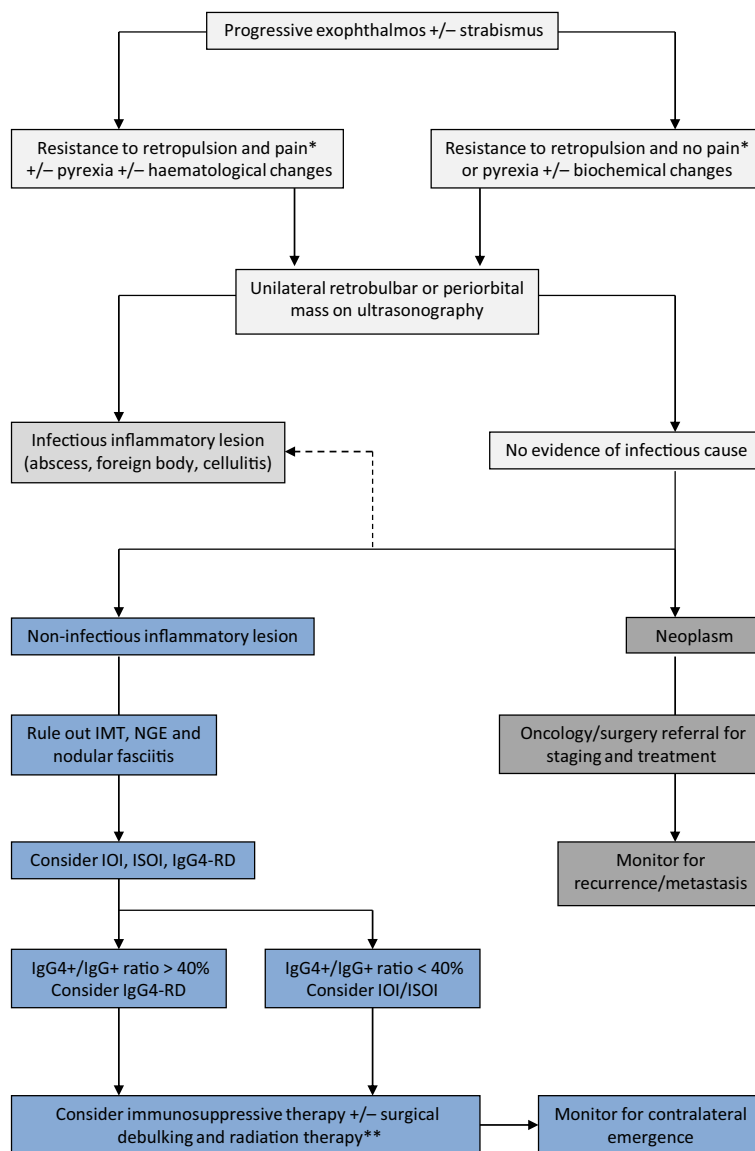 Progressive exophthalmos +/– strabismus
Resistance to retropulsion and pain*
+/– pyrexia +/– haematological changes
Resistance to retropulsion and no pain*
or pyrexia +/– biochemical changes
Unilateral retrobulbar or periorbital
mass on ultrasonography
Infectious inflammatory lesion
(abscess, foreign body, cellulitis)
No evidence of infectious cause
Non-infectious inflammatory lesion
Neoplasm
Rule out IMT, NGE and
nodular fasciitis
Oncology/surgery referral for
staging and treatment
Consider IOI, ISOI, IgG4-RD
Monitor for
recurrence/metastasis
IgG4+/IgG+ ratio > 40%
Consider IgG4-RD
IgG4+/IgG+ ratio < 40%
Consider IOI/ISOI
Consider immunosuppressive therapy +/– surgical
debulking and radiation therapy**
Monitor for contralateral
emergence